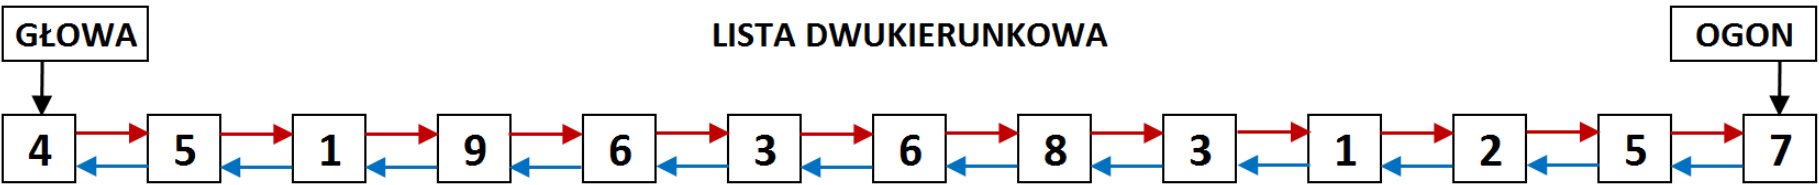 GŁOWA LISTA DWUKIERUNKOWA OGON
4 5 1 9 6 3 6 8 3 1 2 5 7